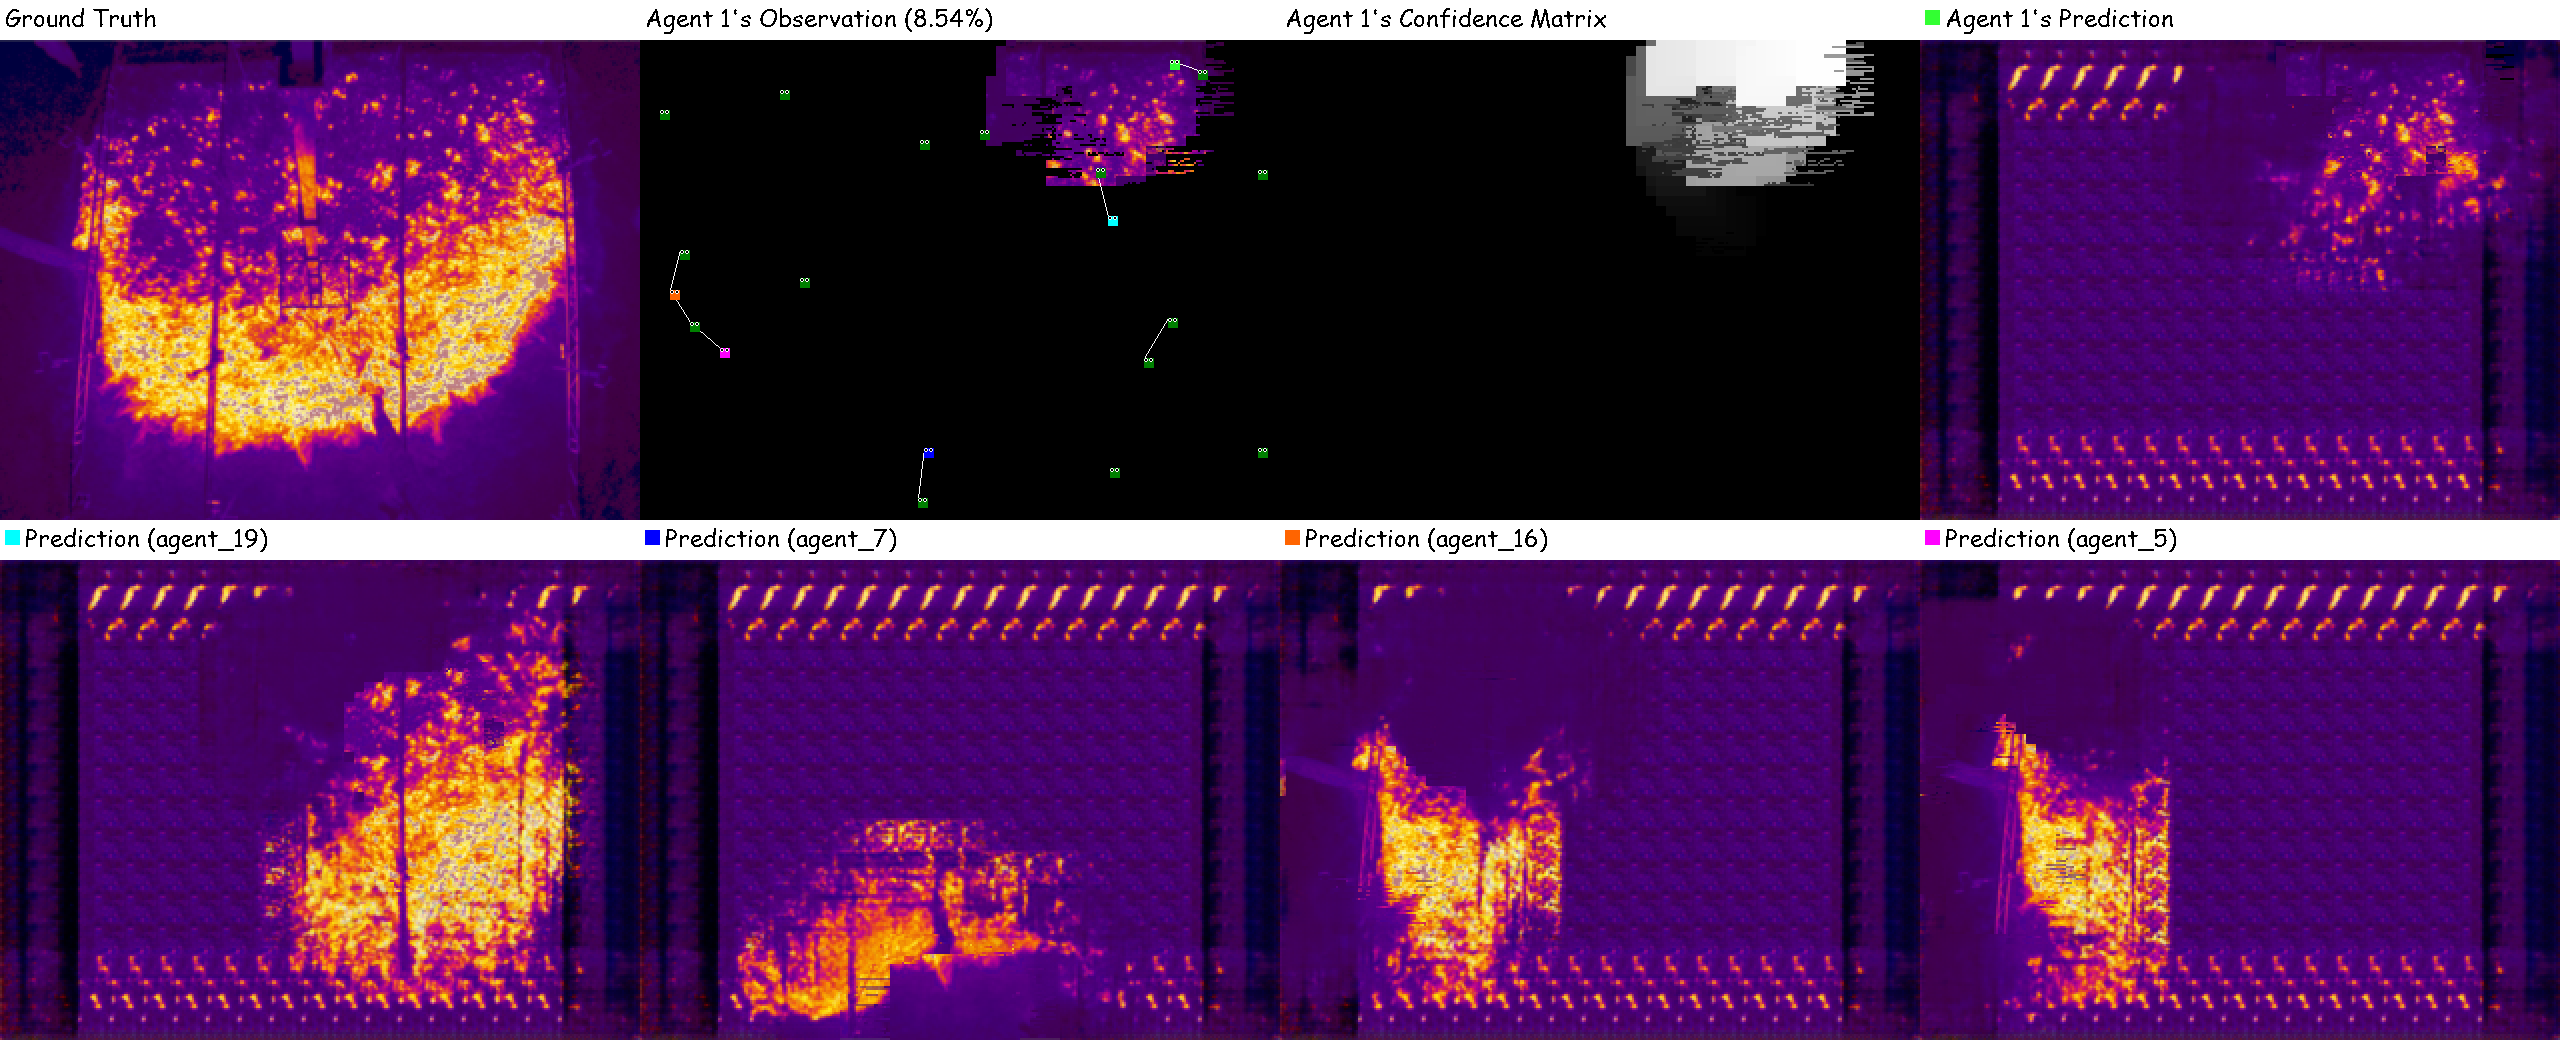 Ground Truth
Agent 1's Observation (8.54%)
Agent 1's Confidence Matrix
Agent 1's Prediction
Prediction (agent_19)
Prediction (agent_7)
Prediction (agent_16)
Prediction (agent_5)